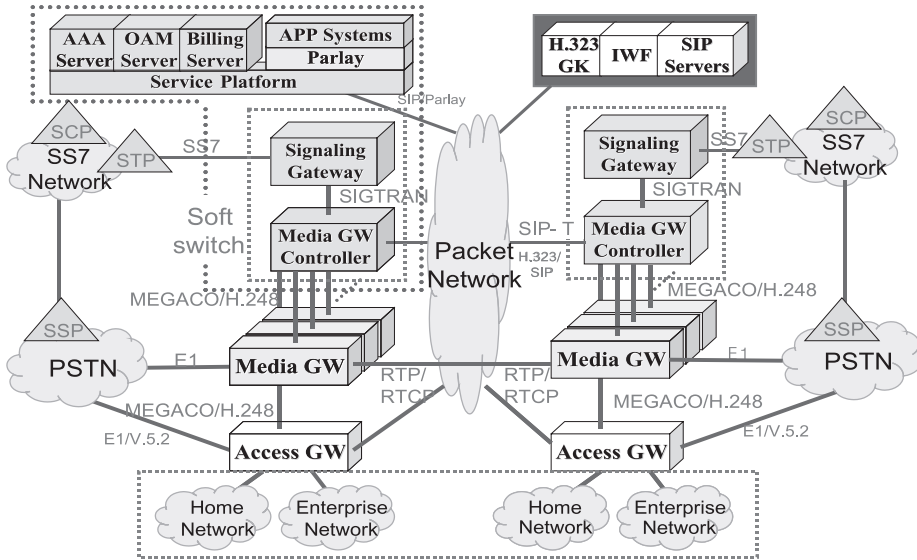 AAA Server
OAM Server
Billing Server
APP Systems
Parlay
Service Platform
H.323 GK
IWF
SIP Servers
SIP/Parlay
SCP
SS7 Network
STP
SS7
Signaling Gateway
SIGTRAN
Soft switch
Media GW Controller
MEGACO/H.248
Packet Network
SIP- T
H.323/ SIP
Signaling Gateway
SS7
STP
SCP
SS7 Network
SIGTRAN
Media GW Controller
MEGACO/H.248
SSP
PSTN
E1
Media GW
RTP/ RTCP
RTP/ RTCP
Media GW
E1
SSP
PSTN
MEGACO/H.248
E1/V.5.2
Access GW
MEGACO/H.248
E1/V.5.2
Access GW
Home Network
Enterprise Network
Home Network
Enterprise Network